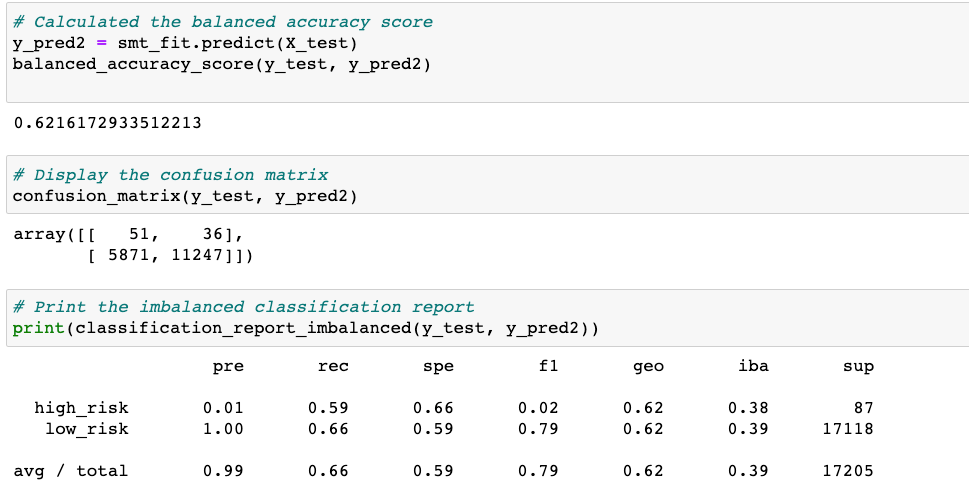 # Calculated the balanced accuracy score
y_pred2 = smt_fit.predict(X_test)
balanced_accuracy_score(y_test, y_pred2)
0.6216172933512213
# Display the confusion matrix
confusion_matrix(y_test, y_pred2)
array([[   51,    36],
       [ 5871, 11247]])
# Print the imbalanced classification report
print(classification_report_imbalanced(y_test, y_pred2))
pre rec spe f1 geo iba sup
high_risk 0.01 0.59 0.66 0.02 0.62 0.38 87
low_risk 1.00 0.66 0.59 0.79 0.62 0.39 17118
avg / total 0.99 0.66 0.59 0.79 0.62 0.39 17205